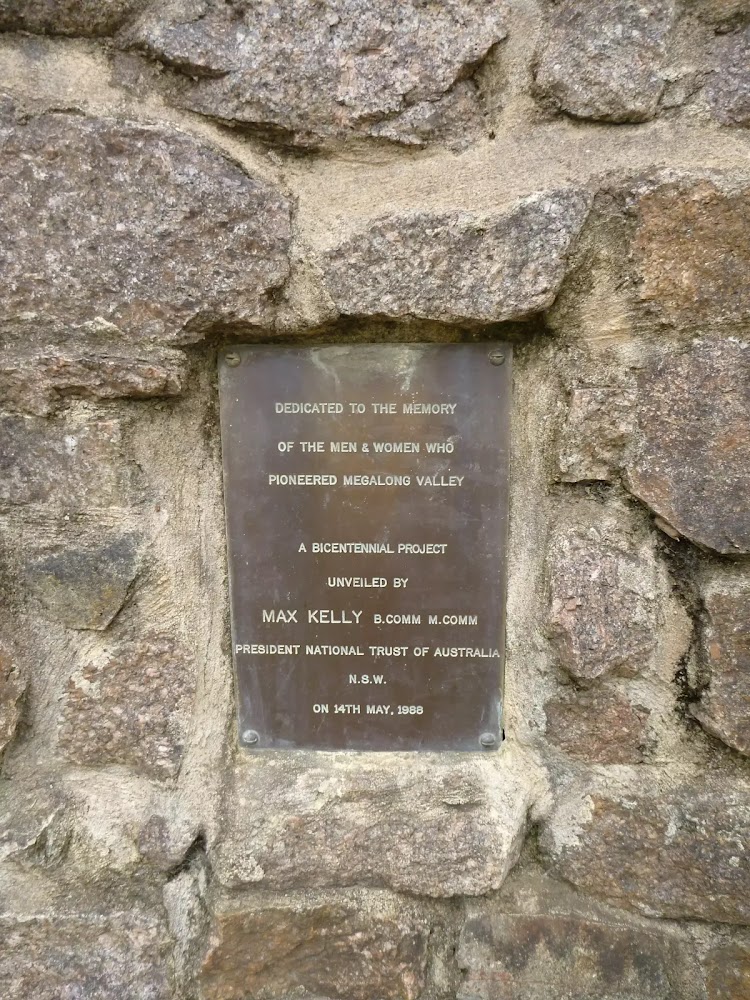 DEDICATED TO THE MEMORY
OF THE MEN & WOMEN WHO
PIONEERED MEGALONG VALLEY
A BICENTENNIAL PROJECT
UNVEILED BY
MAX KELLY B.COMM M.COMM
PRESIDENT NATIONAL TRUST OF AUSTRALIA
N.S.W.
ON 14TH MAY, 1988